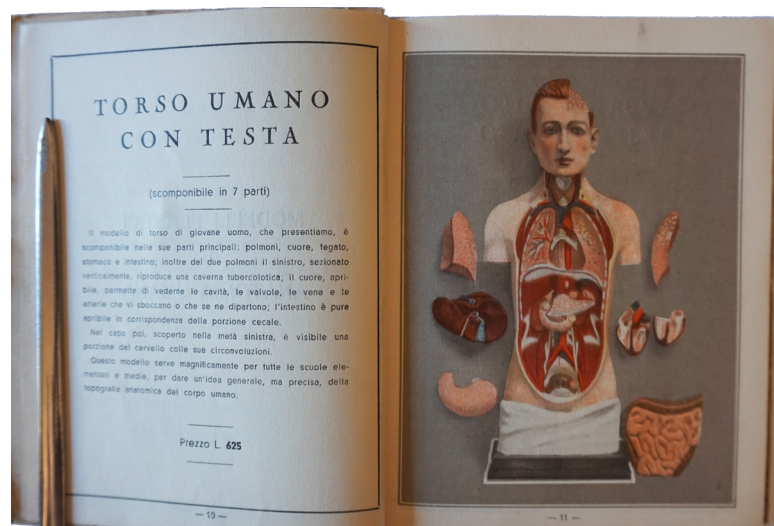 TORSO UMANO
CON TESTA
(scomponibile in 7 parti)
Il modello di torso di giovane uomo, che presentiamo, è
scomponibile nelle sue parti principali: polmoni, cuore, fegato,
stomaco e intestino; inoltre dei due polmoni il sinistro, sezionato
verticalmente, riproduce una caverna tubercolotica; il cuore, apri-
bile, permette di vederne le cavità, le valvole, le vene e le
arterie che vi sboccano o che se ne dipartono; l'intestino è pure
apribile in corrispondenza della porzione cecale.
Nel capo poi, scoperto nella metà sinistra, è visibile una
porzione del cervello colle sue circonvoluzioni.
Questo modello serve magnificamente per tutte le scuole ele-
mentari e medie, per dare un'idea generale, ma precisa, della
topografia anatomica del corpo umano.
Prezzo L. 625
— 10 —
— 11 —